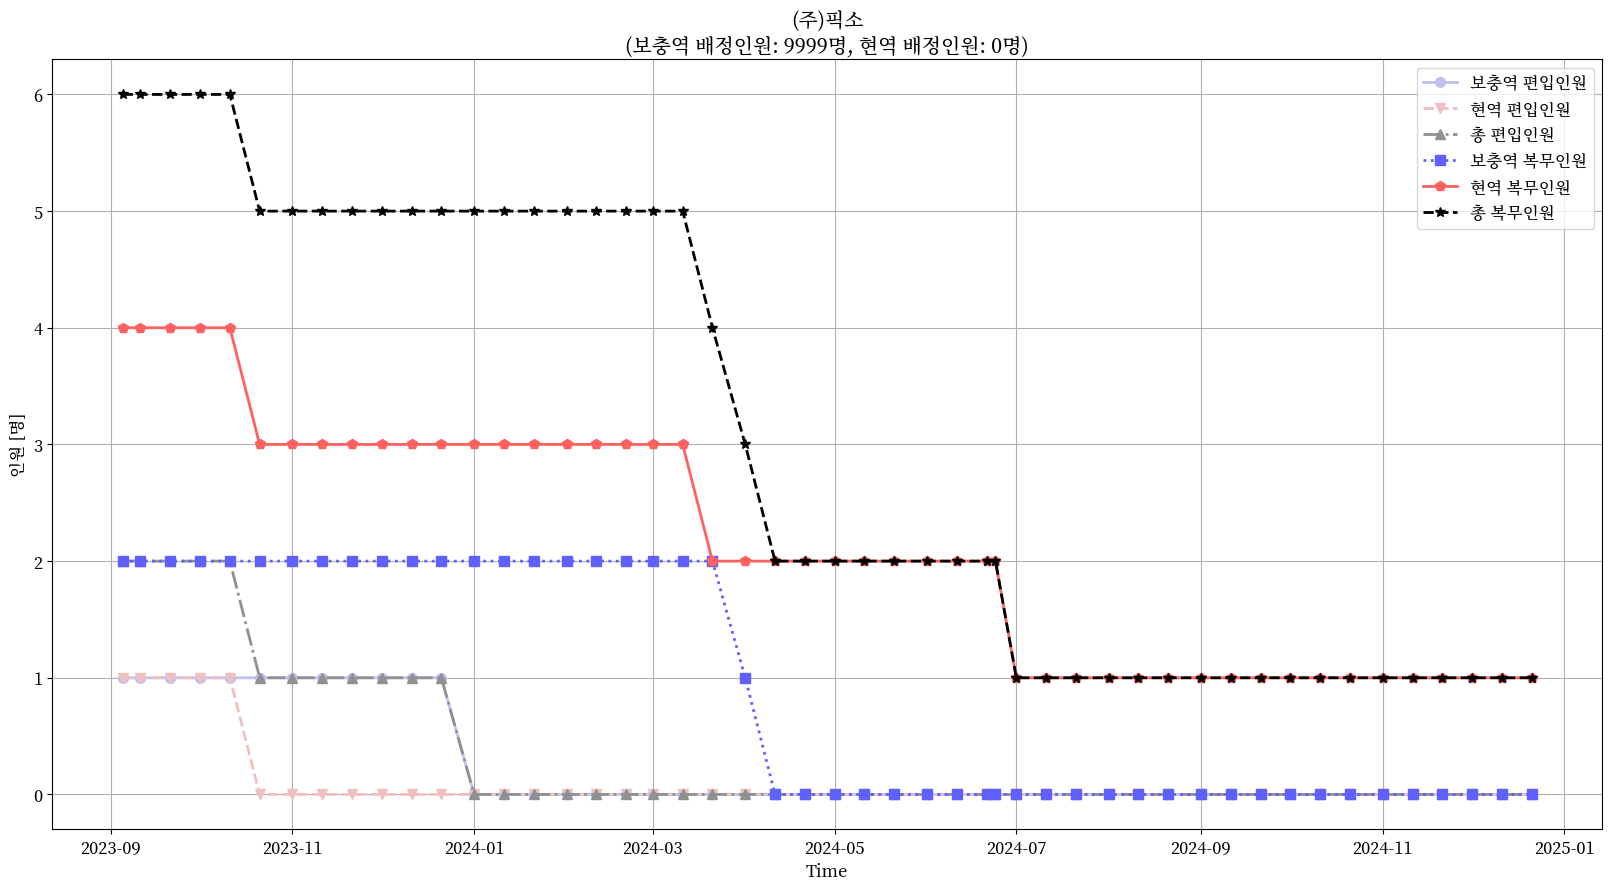 (주)픽소
(보충역 배정인원: 9999명, 현역 배정인원: 0명)
보충역 편입인원
현역 편입인원
총 편입인원
보충역 복무인원
현역 복무인원
총 복무인원
인원 [명]
6
5
4
3
2
1
0
2023-09
2023-11
2024-01
2024-03
2024-05
2024-07
2024-09
2024-11
2025-01
Time